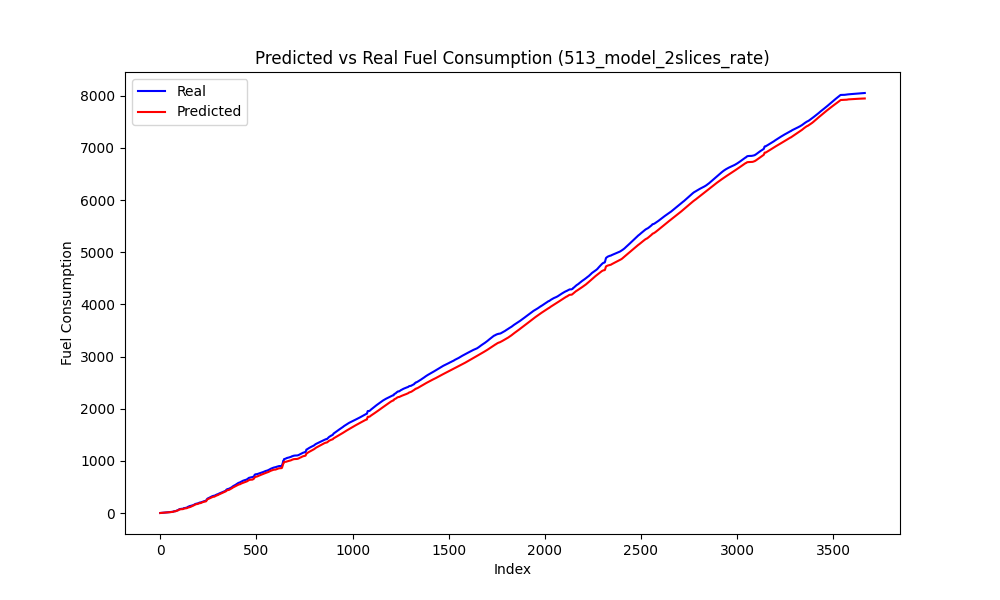 Predicted vs Real Fuel Consumption (513_model_2slices_rate)
Real
Predicted
8000
7000
6000
5000
4000
3000
2000
1000
0
Fuel Consumption
0 500 1000 1500 2000 2500 3000 3500
Index